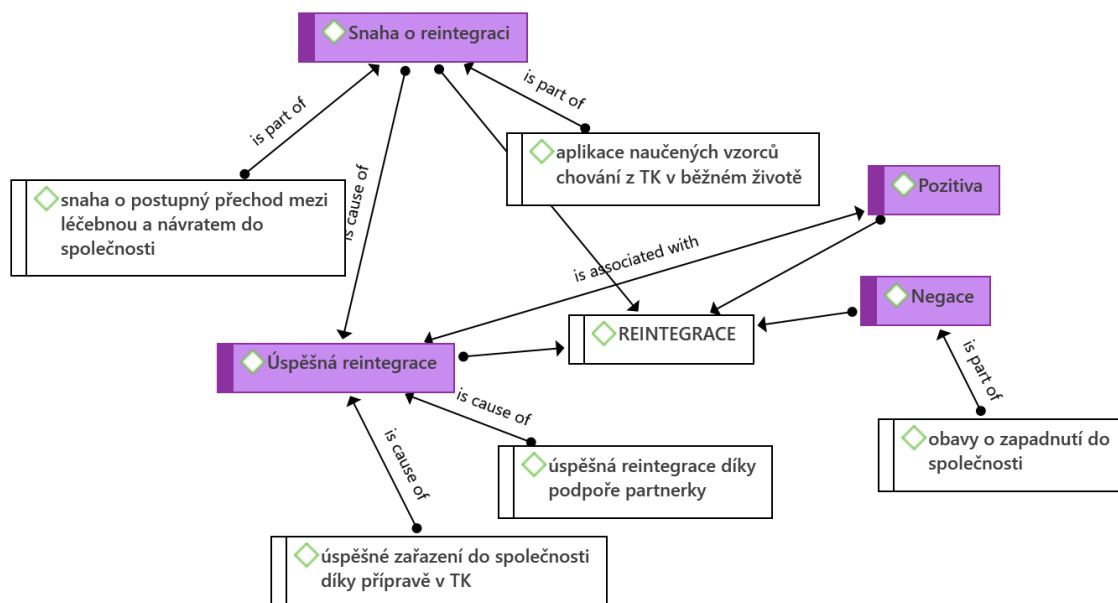 Snaha o reintegraci
is part of
is part of
aplikace naučených vzorců
chování z TK v běžném životě
snaha o postupný přechod mezi
léčebnou a návratem do
společnosti
is cause of
Pozitiva
is associated with
Negace
REINTEGRACE
Úspěšná reintegrace
is part of
is cause of
is cause of
obavy o zapadnutí do
společnosti
úspěšná reintegrace díky
podpoře partnerky
úspěšné zařazení do společnosti
díky přípravě v TK